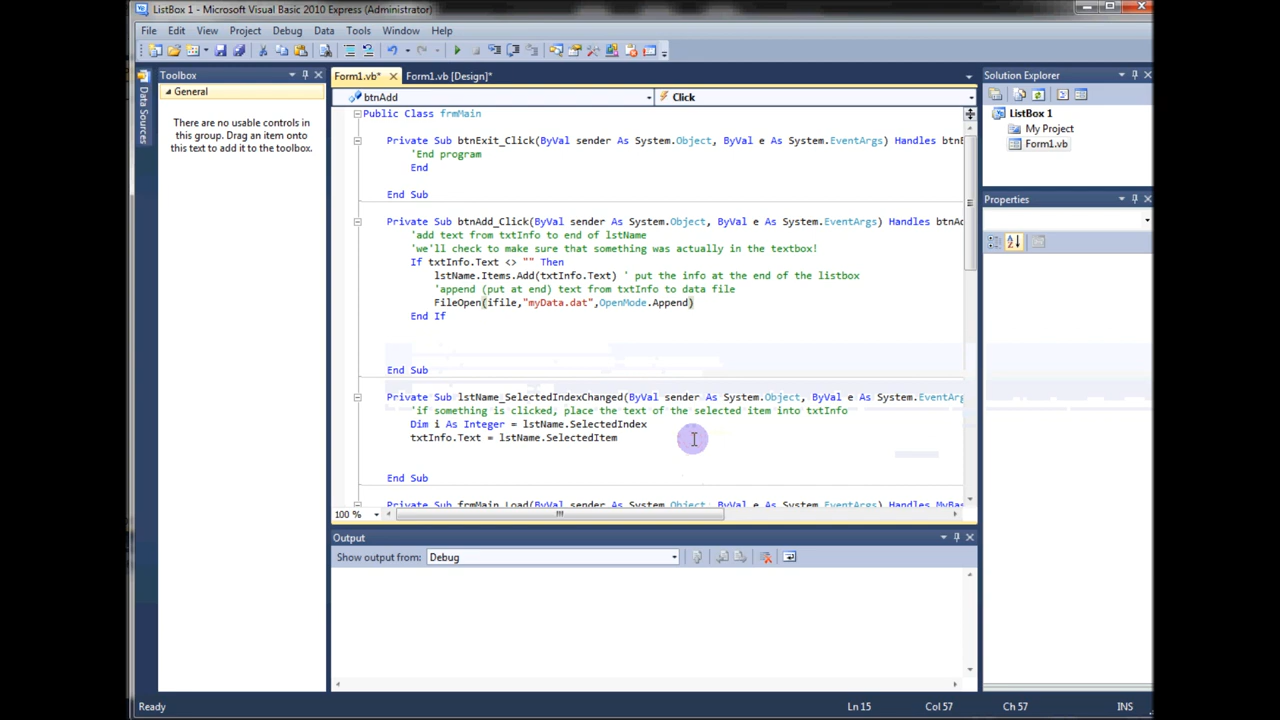 ListBox 1 - Microsoft Visual Basic 2010 Express (Administrator)
File Edit View Project Debug Data Tools Window Help
Toolbox
General
There are no usable controls in
this group. Drag an item onto
this text to add it to the toolbox.
Data Sources
Form1.vb* Form1.vb [Design]*
btnAdd Click
Public Class frmMain
Private Sub btnExit_Click(ByVal sender As System.Object, ByVal e As System.EventArgs) Handles btnE
'End program
End
End Sub
Private Sub btnAdd_Click(ByVal sender As System.Object, ByVal e As System.EventArgs) Handles btnAd
'add text from txtInfo to end of lstName
'we'll check to make sure that something was actually in the textbox!
If txtInfo.Text <> "" Then
lstName.Items.Add(txtInfo.Text) ' put the info at the end of the listbox
'append (put at end) text from txtInfo to data file
FileOpen(ifile,"myData.dat",OpenMode.Append)
End If
End Sub
Private Sub lstName_SelectedIndexChanged(ByVal sender As System.Object, ByVal e As System.EventArg
'if something is clicked, place the text of the selected item into txtInfo
Dim i As Integer = lstName.SelectedIndex
txtInfo.Text = lstName.SelectedItem
End Sub
Private Sub frmMain_Load(ByVal sender As System.Object, ByVal e As System.EventArgs) Handles MyBas
100 %
Output
Show output from: Debug
Solution Explorer
ListBox 1
My Project
Form1.vb
Properties
Ready Ln 15 Col 57 Ch 57 INS